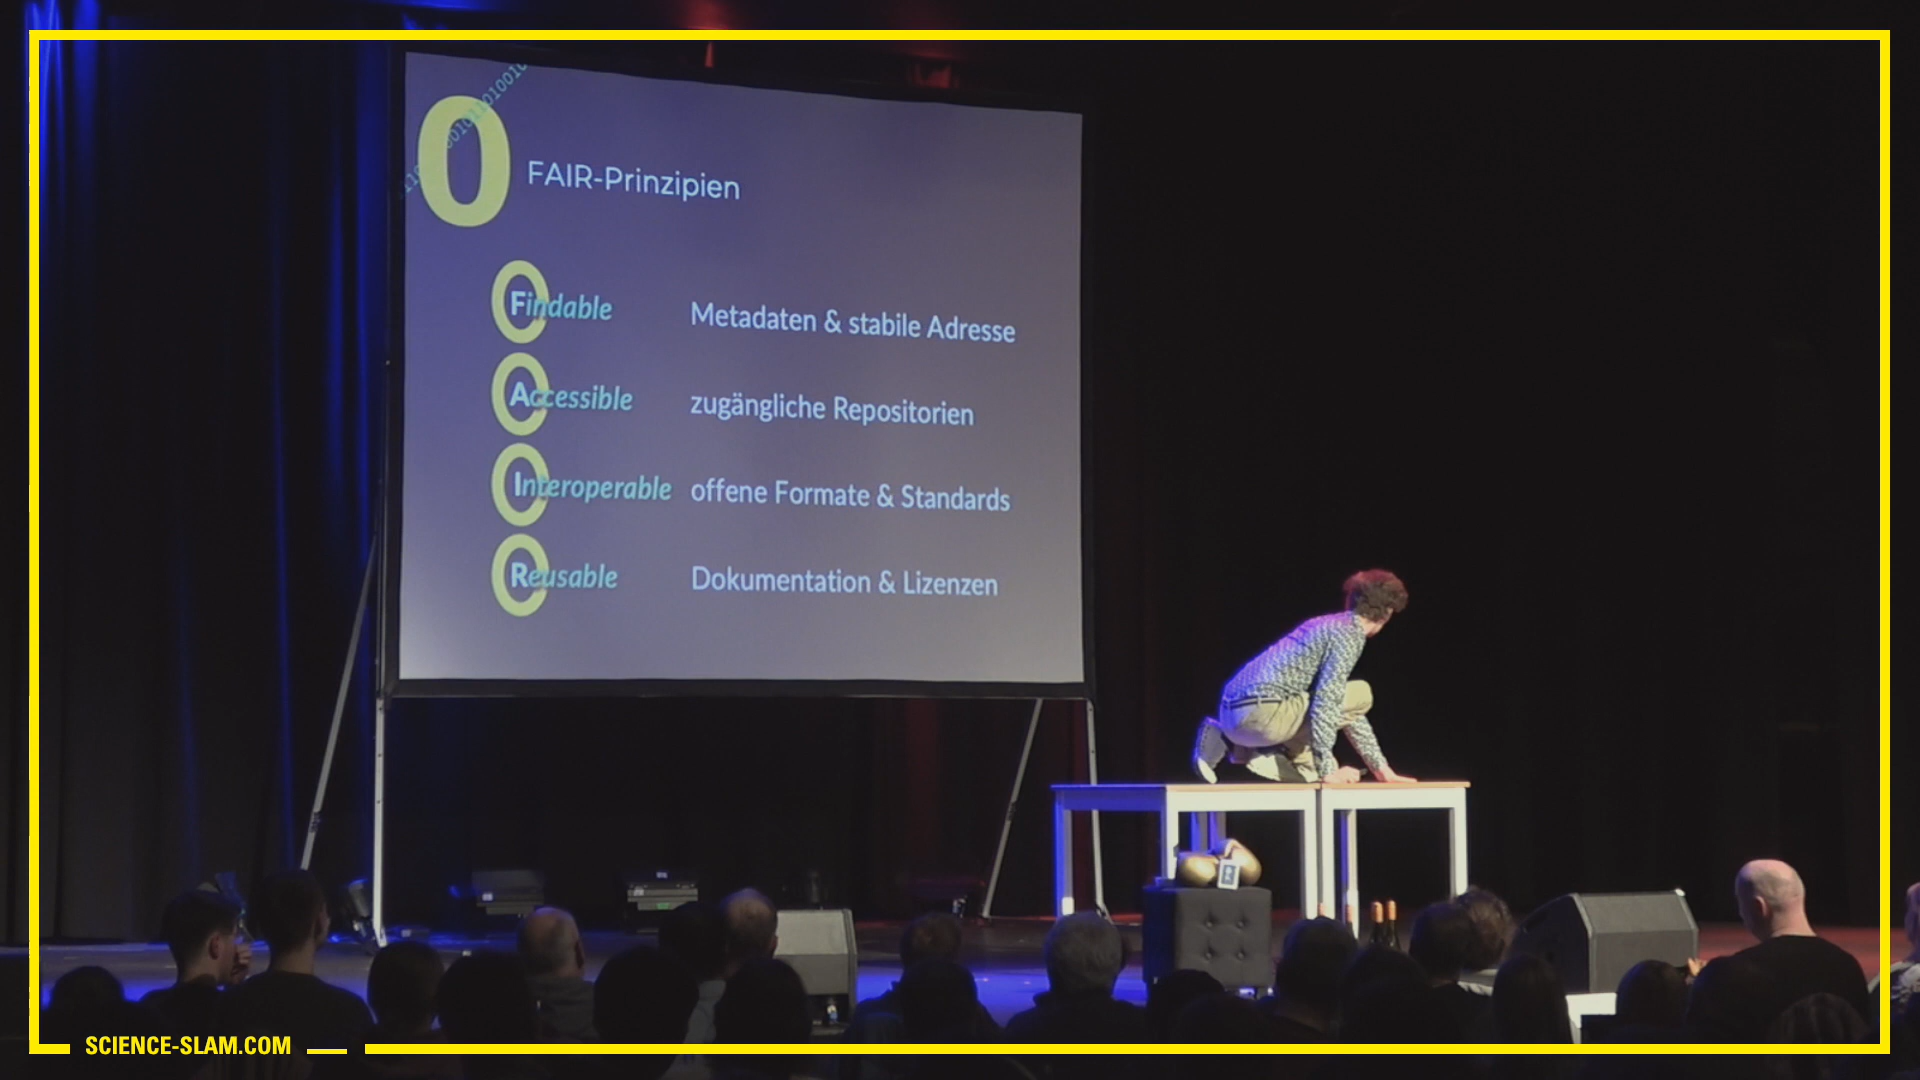 0
FAIR-Prinzipien
Findable Metadaten & stabile Adresse
Accessible zugängliche Repositorien
Interoperable offene Formate & Standards
Reusable Dokumentation & Lizenzen
SCIENCE-SLAM.COM